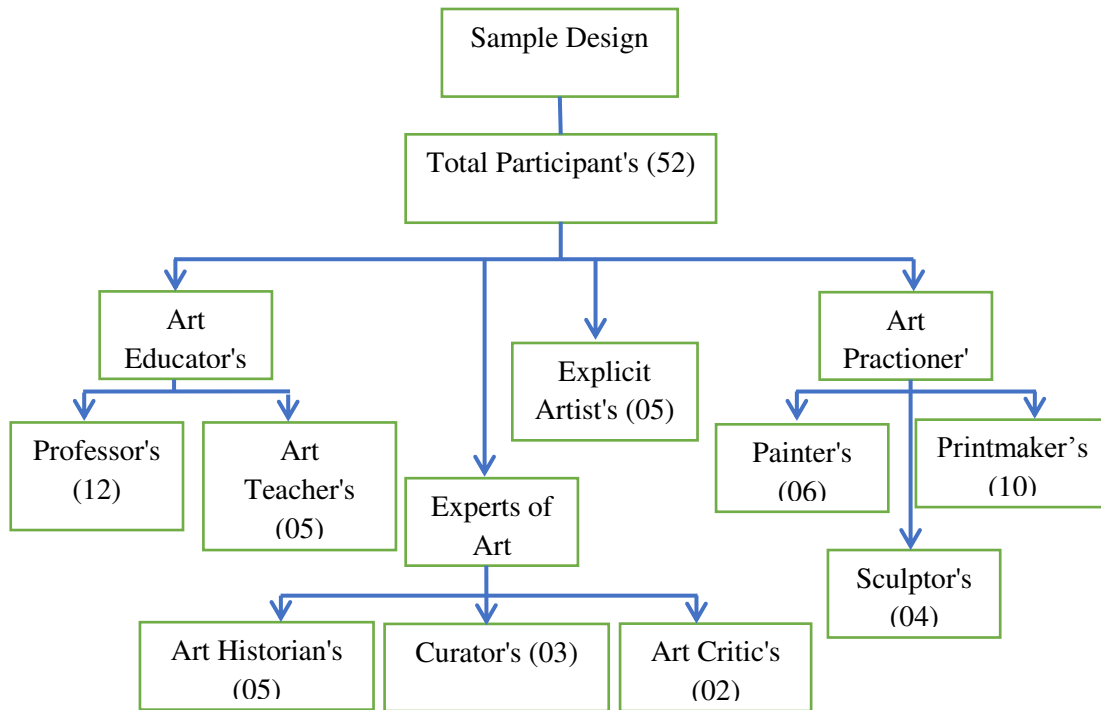 Sample Design
Total Participant's (52)
Art
Educator's
Explicit
Artist's (05)
Art
Practioner'
Professor's
(12)
Art
Teacher's
(05)
Experts of
Art
Painter's
(06)
Printmaker’s
(10)
Sculptor's
(04)
Art Historian's
(05)
Curator's (03)
Art Critic's
(02)